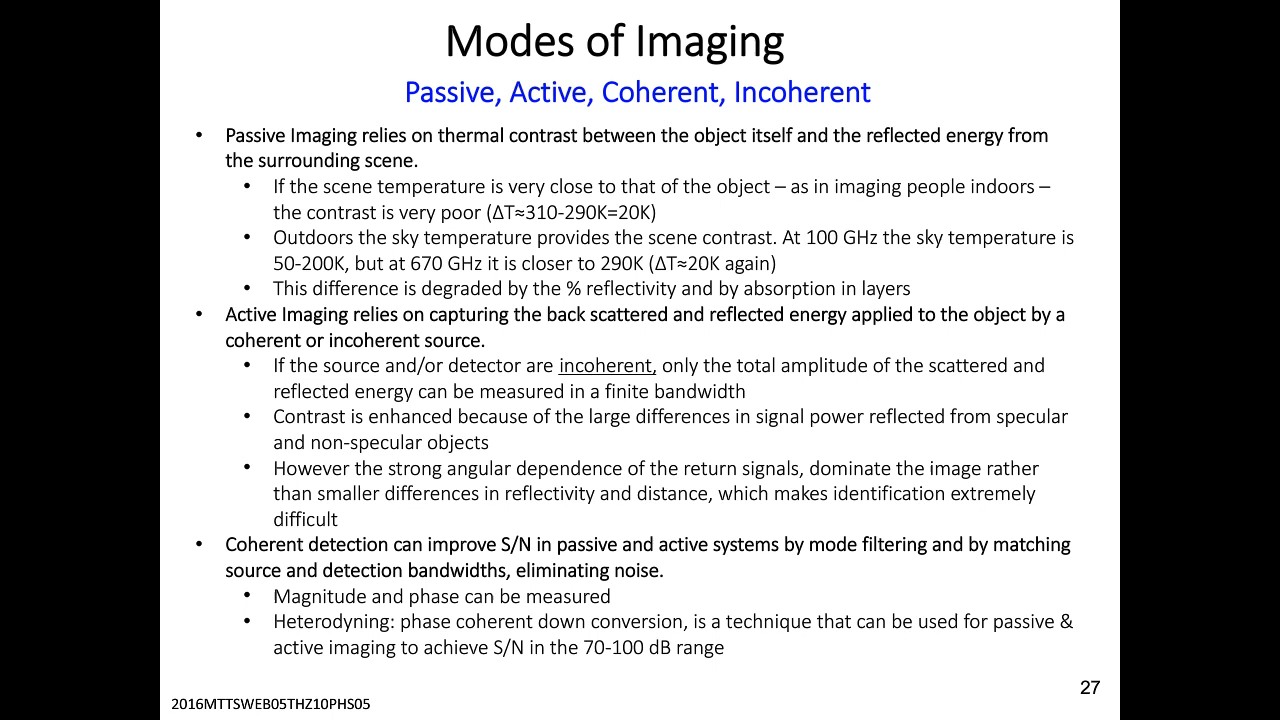 Modes of Imaging
Passive, Active, Coherent, Incoherent
• Passive Imaging relies on thermal contrast between the object itself and the reflected energy from
the surrounding scene.
• If the scene temperature is very close to that of the object – as in imaging people indoors –
the contrast is very poor (ΔT≈310-290K=20K)
• Outdoors the sky temperature provides the scene contrast. At 100 GHz the sky temperature is
50-200K, but at 670 GHz it is closer to 290K (ΔT≈20K again)
• This difference is degraded by the % reflectivity and by absorption in layers
• Active Imaging relies on capturing the back scattered and reflected energy applied to the object by a
coherent or incoherent source.
• If the source and/or detector are incoherent, only the total amplitude of the scattered and
reflected energy can be measured in a finite bandwidth
• Contrast is enhanced because of the large differences in signal power reflected from specular
and non-specular objects
• However the strong angular dependence of the return signals, dominate the image rather
than smaller differences in reflectivity and distance, which makes identification extremely
difficult
• Coherent detection can improve S/N in passive and active systems by mode filtering and by matching
source and detection bandwidths, eliminating noise.
• Magnitude and phase can be measured
• Heterodyning: phase coherent down conversion, is a technique that can be used for passive &
active imaging to achieve S/N in the 70-100 dB range
27
2016MTTSWEB05THZ10PHS05